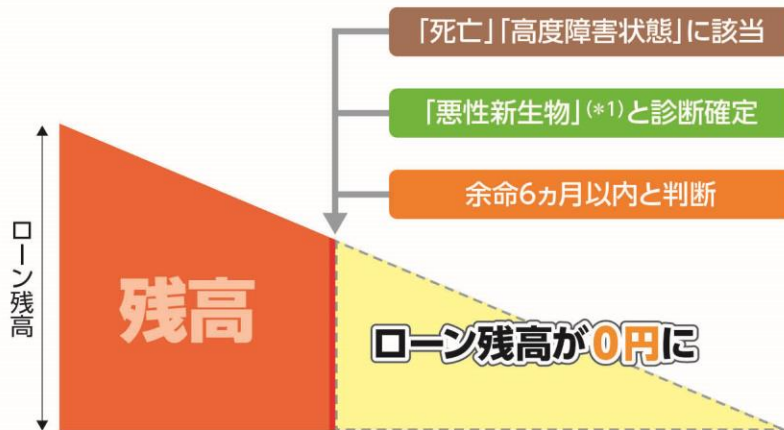 「死亡」「高度障害状態」に該当
「悪性新生物」(*1)と診断確定
余命6ヵ月以内と判断
ローン残高
残高
ローン残高が0円に